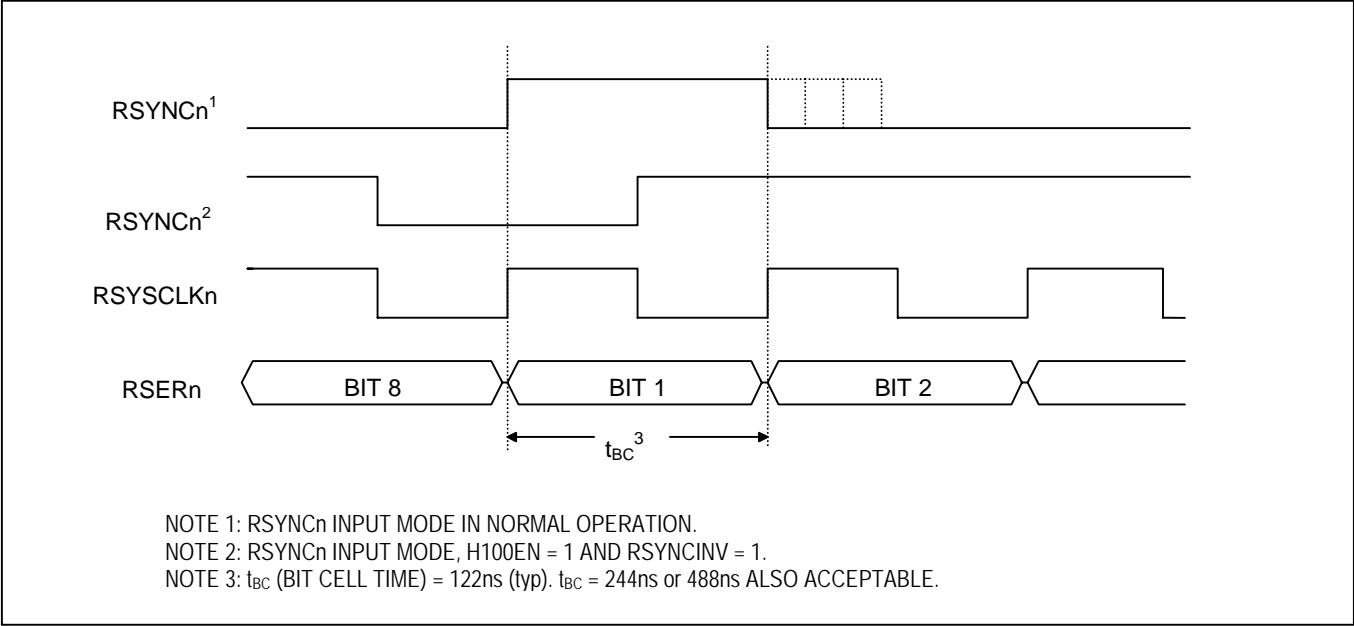 RSYNCn¹
RSYNCn²
RSYSCLKn
RSERn
BIT 8
BIT 1
BIT 2
tBC³
NOTE 1: RSYNCn INPUT MODE IN NORMAL OPERATION.
NOTE 2: RSYNCn INPUT MODE, H100EN = 1 AND RSYNCINV = 1.
NOTE 3: tBC (BIT CELL TIME) = 122ns (typ). tBC = 244ns or 488ns ALSO ACCEPTABLE.